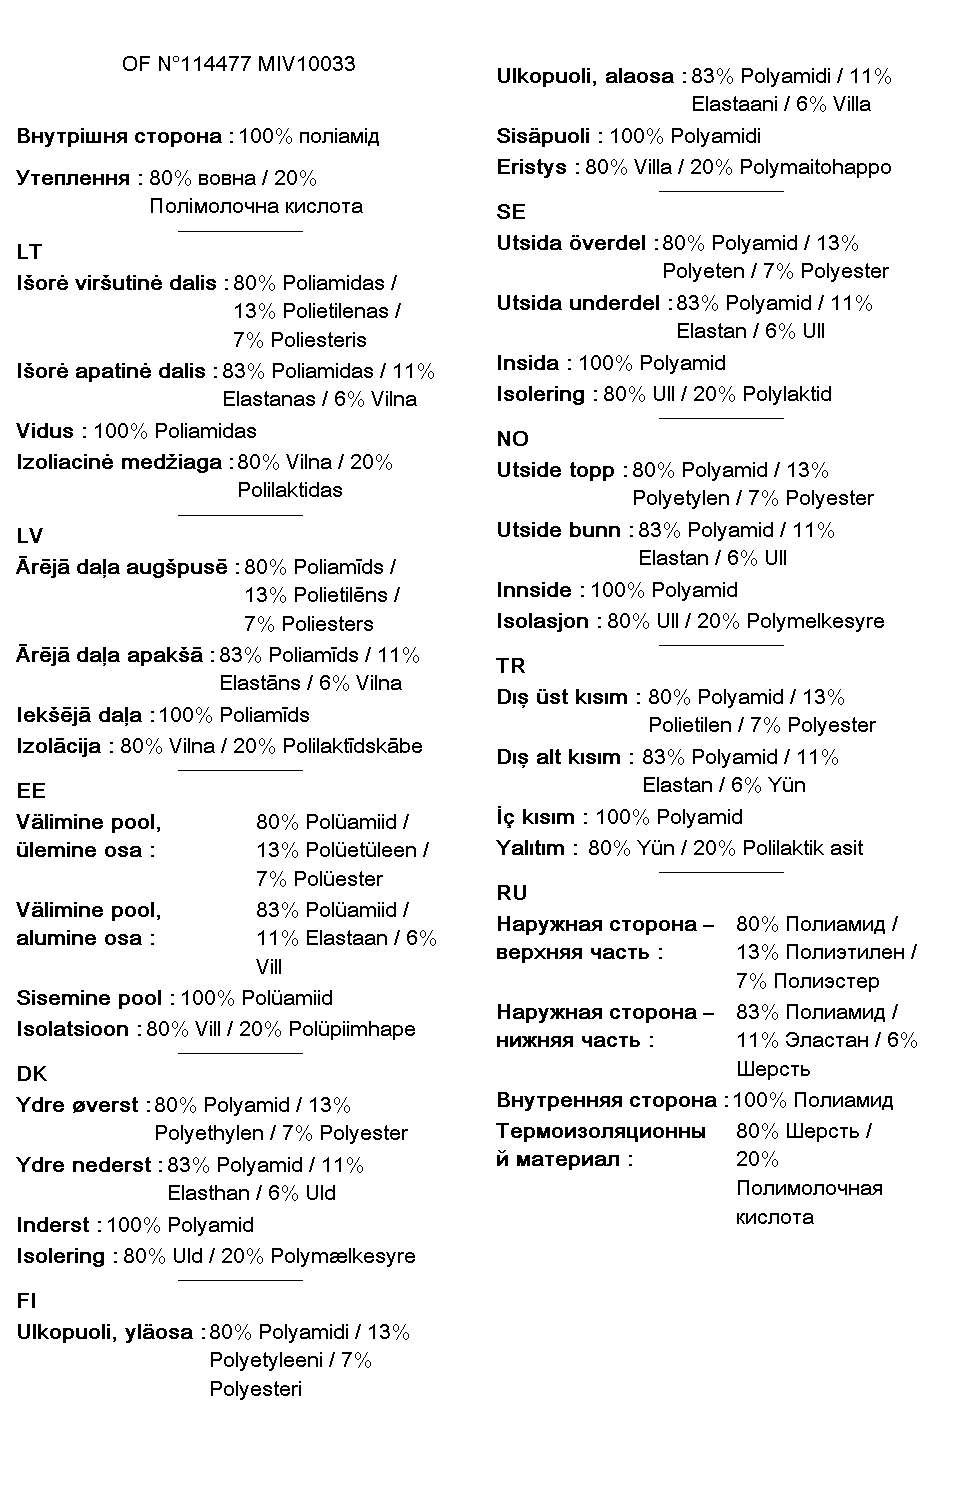 OF N°114477 MIV10033
Внутрішня сторона : 100% поліамід
Утеплення : 80% вовна / 20%
Полімолочна кислота
LT
Išorė viršutinė dalis : 80% Poliamidas /
13% Polietilenas /
7% Poliesteris
Išorė apatinė dalis : 83% Poliamidas / 11%
Elastanas / 6% Vilna
Vidus : 100% Poliamidas
Izoliacinė medžiaga : 80% Vilna / 20%
Polilaktidas
LV
Ārējā daļa augšpusē : 80% Poliamīds /
13% Polietilēns /
7% Poliesters
Ārējā daļa apakšā : 83% Poliamīds / 11%
Elastāns / 6% Vilna
Iekšējā daļa : 100% Poliamīds
Izolācija : 80% Vilna / 20% Polilaktīdskābe
EE
Välimine pool, 80% Polüamiid /
ülemine osa : 13% Polüetüleen /
7% Polüester
Välimine pool, 83% Polüamiid /
alumine osa : 11% Elastaan / 6%
Vill
Sisemine pool : 100% Polüamiid
Isolatsioon : 80% Vill / 20% Polüpiimhape
DK
Ydre øverst : 80% Polyamid / 13%
Polyethylen / 7% Polyester
Ydre nederst : 83% Polyamid / 11%
Elasthan / 6% Uld
Inderst : 100% Polyamid
Isolering : 80% Uld / 20% Polymælkesyre
FI
Ulkopuoli, yläosa : 80% Polyamidi / 13%
Polyetyleeni / 7%
Polyesteri
Ulkopuoli, alaosa : 83% Polyamidi / 11%
Elastaani / 6% Villa
Sisäpuoli : 100% Polyamidi
Eristys : 80% Villa / 20% Polymaitohappo
SE
Utsida överdel : 80% Polyamid / 13%
Polyeten / 7% Polyester
Utsida underdel : 83% Polyamid / 11%
Elastan / 6% Ull
Insida : 100% Polyamid
Isolering : 80% Ull / 20% Polylaktid
NO
Utside topp : 80% Polyamid / 13%
Polyetylen / 7% Polyester
Utside bunn : 83% Polyamid / 11%
Elastan / 6% Ull
Innside : 100% Polyamid
Isolasjon : 80% Ull / 20% Polymelkesyre
TR
Dış üst kısım : 80% Polyamid / 13%
Polietilen / 7% Polyester
Dış alt kısım : 83% Polyamid / 11%
Elastan / 6% Yün
İç kısım : 100% Polyamid
Yalıtım : 80% Yün / 20% Polilaktik asit
RU
Наружная сторона – 80% Полиамид /
верхняя часть : 13% Полиэтилен /
7% Полиэстер
Наружная сторона – 83% Полиамид /
нижняя часть : 11% Эластан / 6%
Шерсть
Внутренняя сторона : 100% Полиамид
Термоизоляционны 80% Шерсть /
й материал : 20%
Полимолочная
кислота